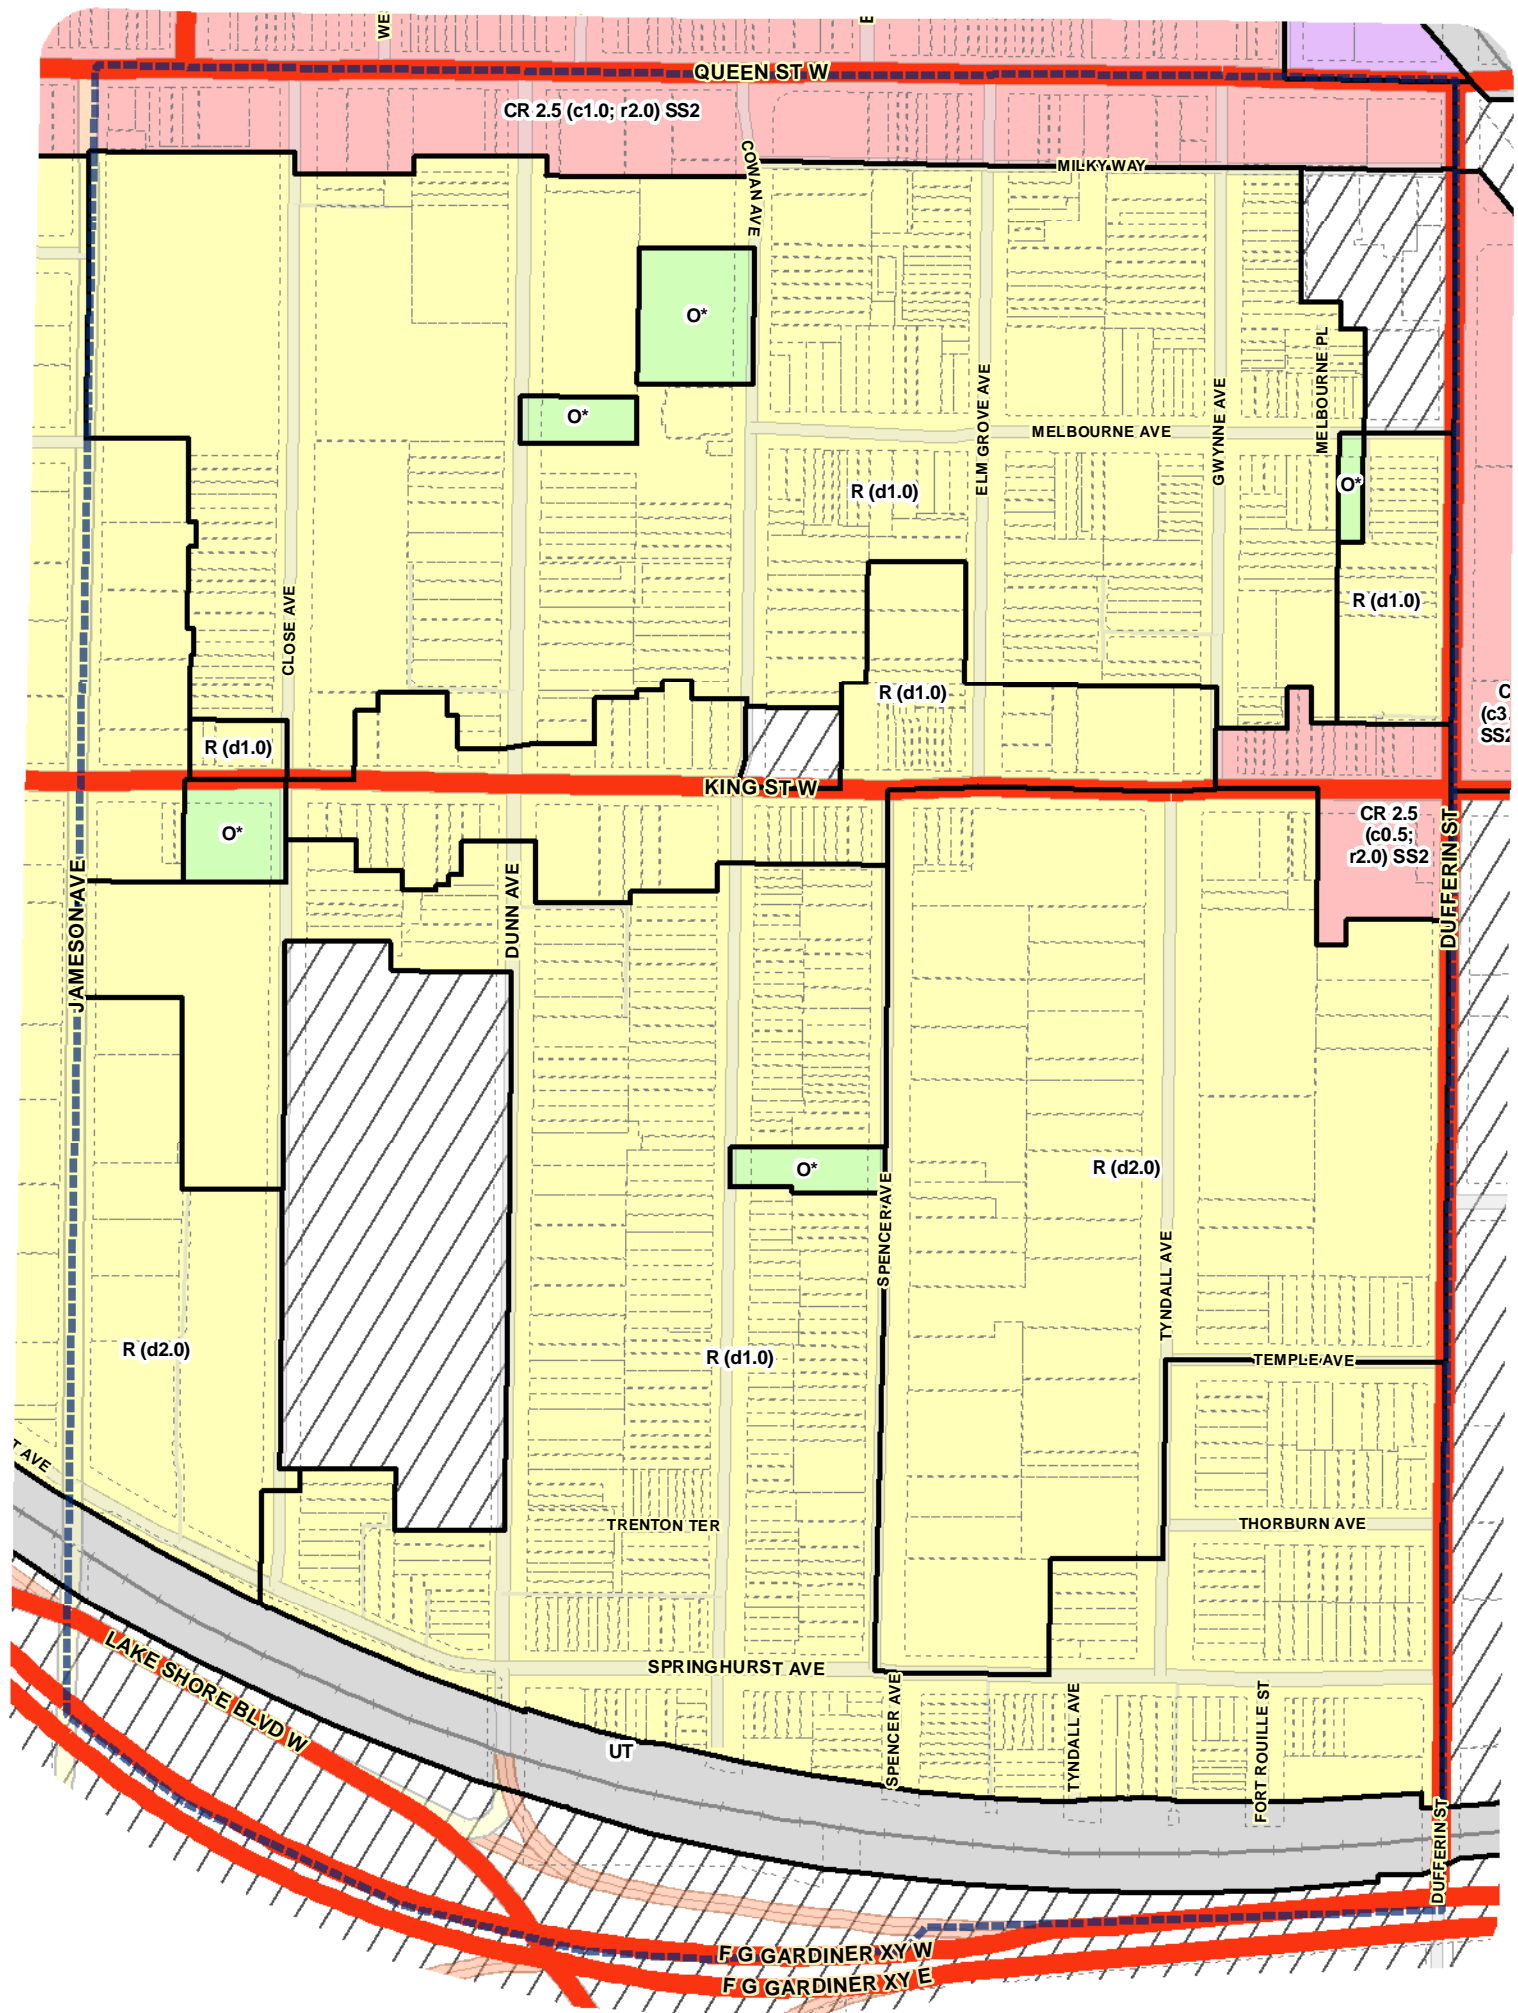 WE
E
QUEEN ST W
CR 2.5 (c1.0; r2.0) SS2
COWAN AVE
MILKY WAY
O*
MELBOURNE PL
ELM GROVE AVE
GWYNNE AVE
O*
MELBOURNE AVE
R (d1.0)
O*
CLOSE AVE
R (d1.0)
R (d1.0)
C
(c3
SS2
R (d1.0)
KING ST W
O*
CR 2.5
(c0.5;
r2.0) SS2
DUFFERIN ST
JAMESON AVE
DUNN AVE
O*
R (d2.0)
SPENCER AVE
TYNDALL AVE
R (d2.0)
R (d1.0)
TEMPLE AVE
T AVE
TRENTON TER
THORBURN AVE
SPRINGHURST AVE
LAKE SHORE BLVD W
SPENCER AVE
TYNDALL AVE
FORT ROUILLE ST
UT
DUFFERIN ST
F G GARDINER XY W
F G GARDINER XY E